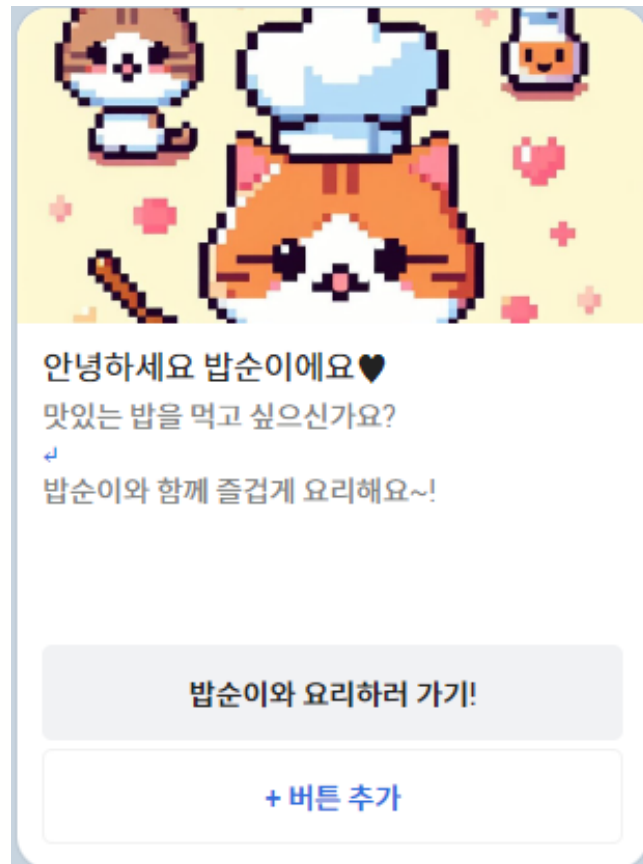 안녕하세요 밥순이에요♥
맛있는 밥을 먹고 싶으신가요?
↲
밥순이와 함께 즐겁게 요리해요~!
밥순이와 요리하러 가기!
+ 버튼 추가